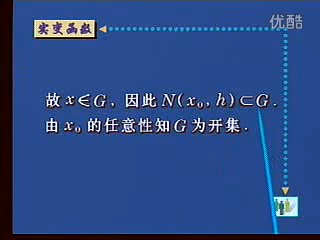 实变函数
优酷
故 x∈G, 因此 N(x₀, h)⊂G.
由 x₀ 的任意性知 G 为开集.